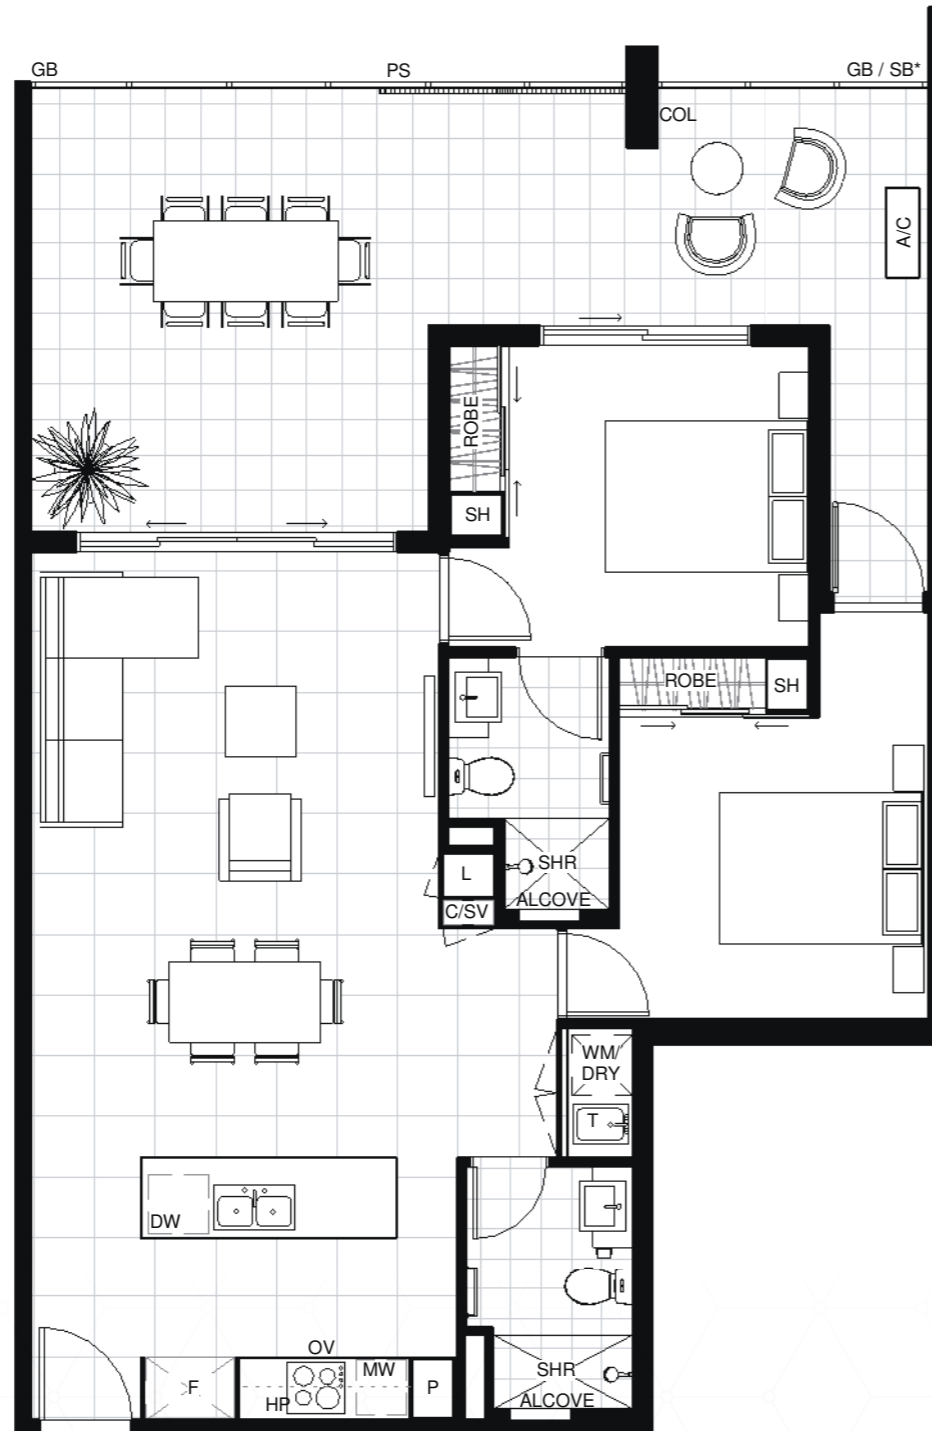 GB
PS
GB / SB*
COL
A/C
ROBE
SH
ROBE
SH
SHR
L
ALCOVE
C/SV
WM/
DRY
T
DW
OV
MW
F
P
HP
SHR
ALCOVE